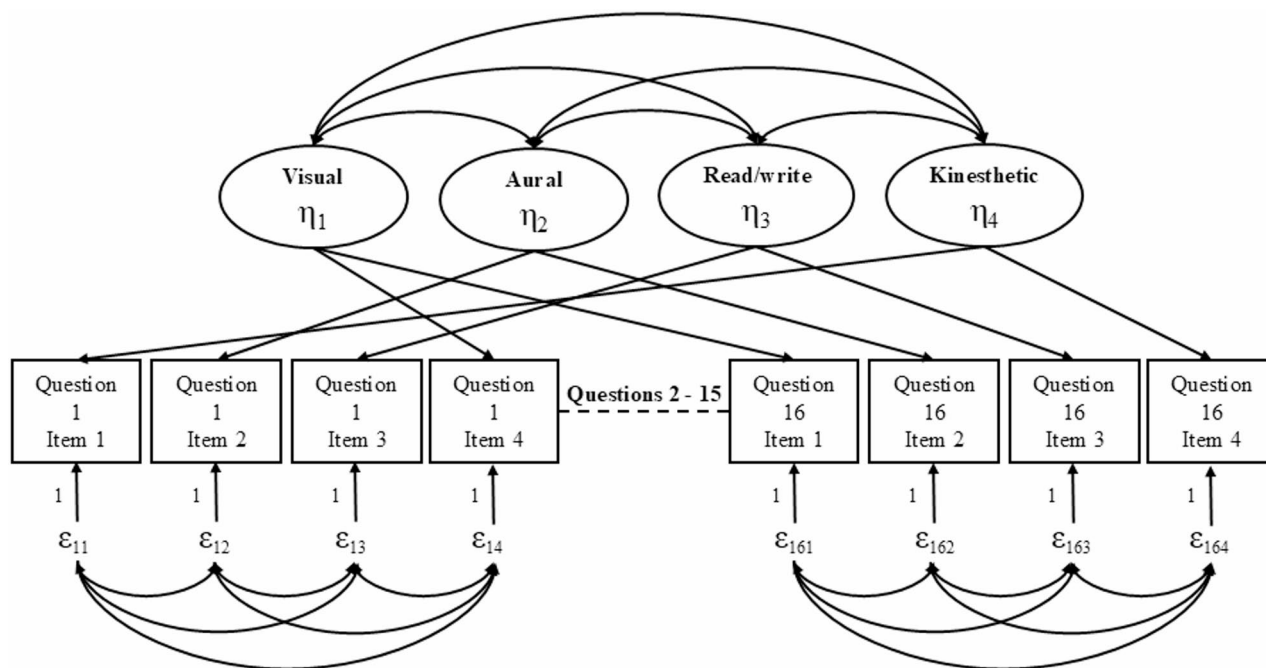 Visual
η1
Aural
η2
Read/write
η3
Kinesthetic
η4
Question
1
Item 1
Question
1
Item 2
Question
1
Item 3
Question
1
Item 4
Questions 2 - 15
Question
16
Item 1
Question
16
Item 2
Question
16
Item 3
Question
16
Item 4
1
1
1
1
1
1
1
1
ε11
ε12
ε13
ε14
ε161
ε162
ε163
ε164